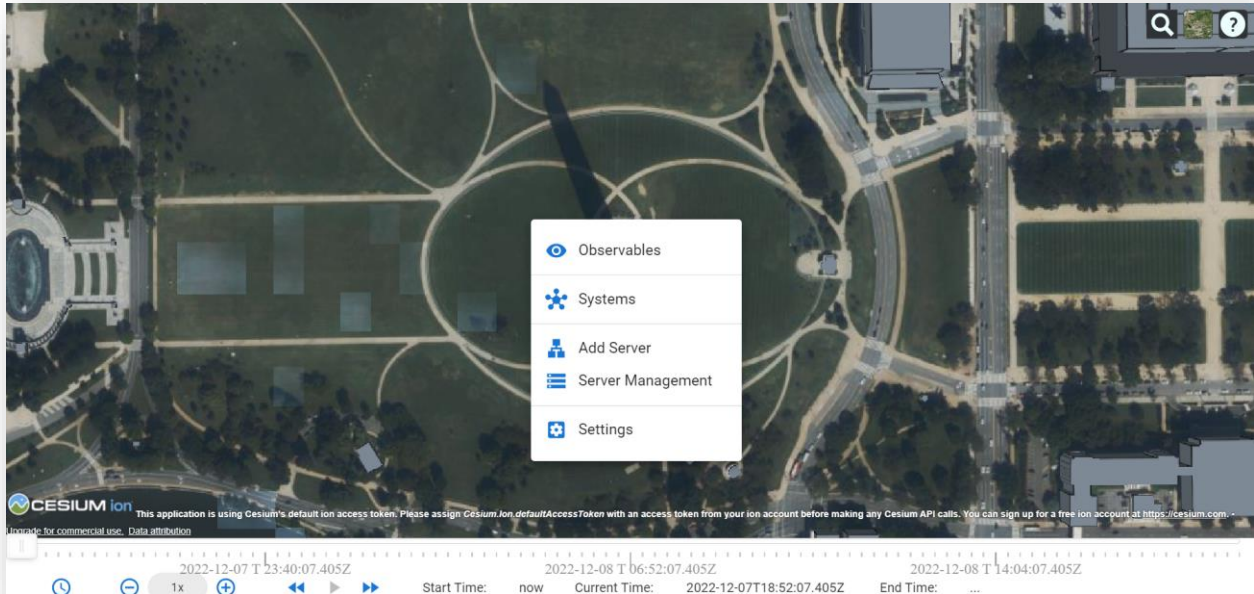 ?
Observables
Systems
Add Server
Server Management
Settings
CESIUM ion This application is using Cesium's default ion access token. Please assign Cesium.Ion.defaultAccessToken with an access token from your ion account before making any Cesium API calls. You can sign up for a free ion account at https://cesium.com. -
Upgrade for commercial use. Data attribution
2022-12-07 T 23:40:07.405Z 2022-12-08 T 06:52:07.405Z 2022-12-08 T 14:04:07.405Z
1x Start Time: now Current Time: 2022-12-07T18:52:07.405Z End Time: ...